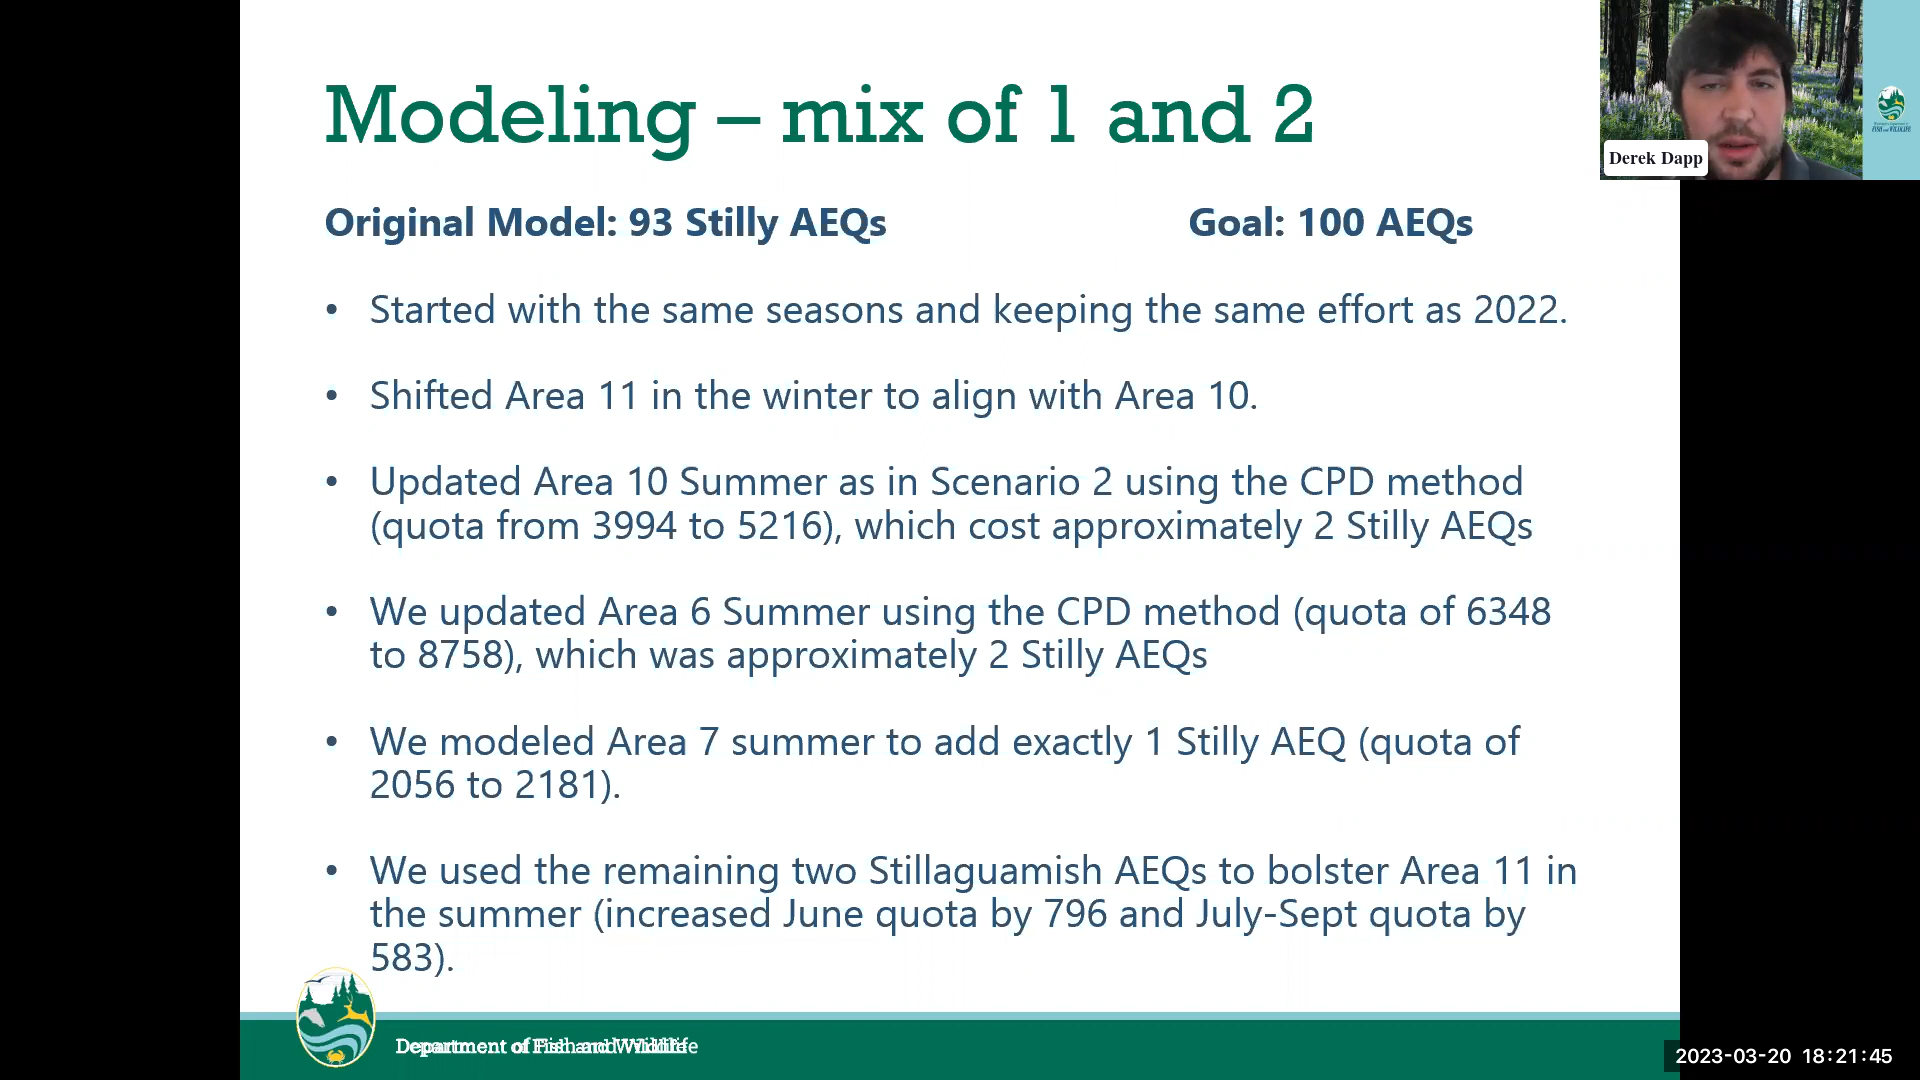 Modeling – mix of 1 and 2
Derek Dapp
FISH and WILDLIFE
Original Model: 93 Stilly AEQs Goal: 100 AEQs
• Started with the same seasons and keeping the same effort as 2022.
• Shifted Area 11 in the winter to align with Area 10.
• Updated Area 10 Summer as in Scenario 2 using the CPD method
(quota from 3994 to 5216), which cost approximately 2 Stilly AEQs
• We updated Area 6 Summer using the CPD method (quota of 6348
to 8758), which was approximately 2 Stilly AEQs
• We modeled Area 7 summer to add exactly 1 Stilly AEQ (quota of
2056 to 2181).
• We used the remaining two Stillaguamish AEQs to bolster Area 11 in
the summer (increased June quota by 796 and July-Sept quota by
583).
Department of Fish and Wildlife
2023-03-20 18:21:45